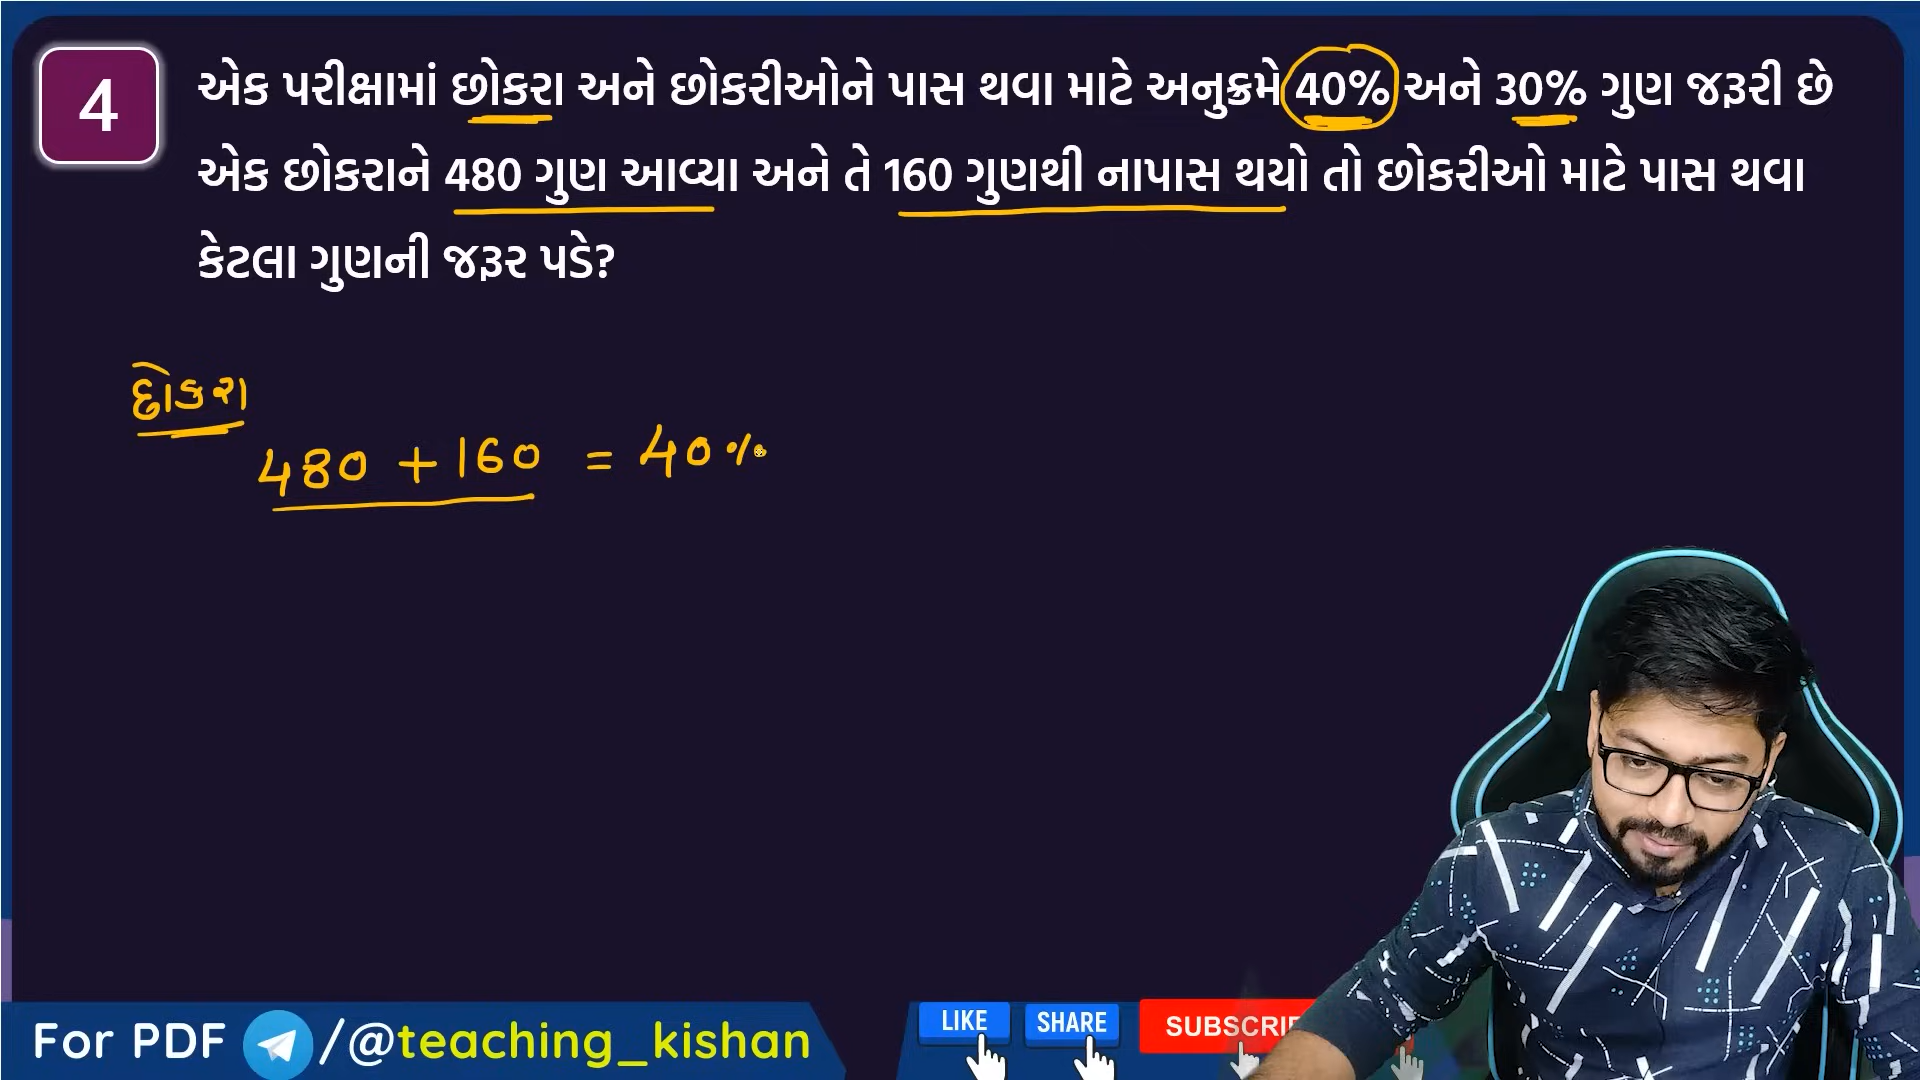 4
એક પરીક્ષામાં છોકરા અને છોકરીઓને પાસ થવા માટે અનુક્રમે 40% અને 30% ગુણ જરૂરી છે
એક છોકરાને 480 ગુણ આવ્યા અને તે 160 ગુણથી નાપાસ થયો તો છોકરીઓ માટે પાસ થવા
કેટલા ગુણની જરૂર પડે?
છોકરા
480 + 160 = 40%
For PDF /@teaching_kishan
LIKE SHARE